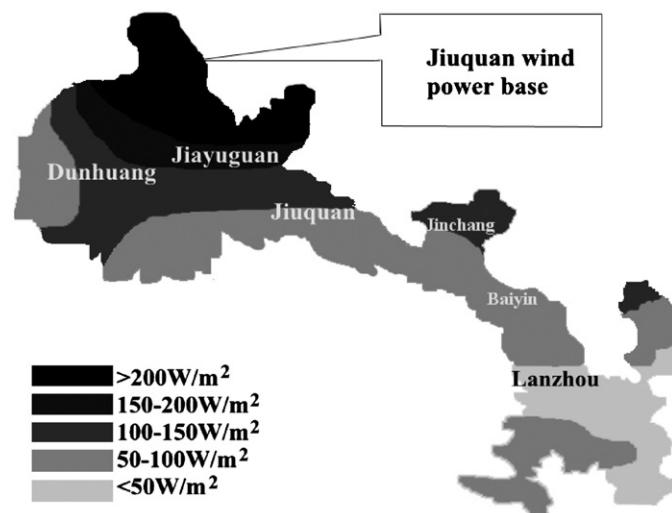 Jiuquan wind
power base
Jiayuguan
Dunhuang
Jiuquan
Jinchang
Baiyin
Lanzhou
>200W/m²
150-200W/m²
100-150W/m²
50-100W/m²
<50W/m²